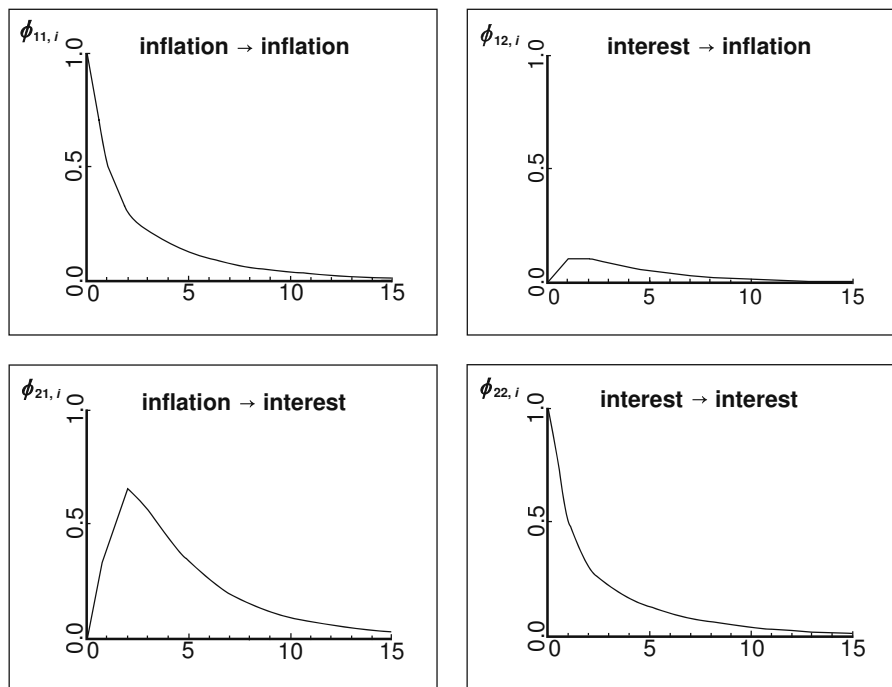 ϕ11, i
inflation → inflation
1.0
0.5
0.0
0 5 10 15
ϕ12, i
interest → inflation
1.0
0.5
0.0
0 5 10 15
ϕ21, i
inflation → interest
1.0
0.5
0.0
0 5 10 15
ϕ22, i
interest → interest
1.0
0.5
0.0
0 5 10 15